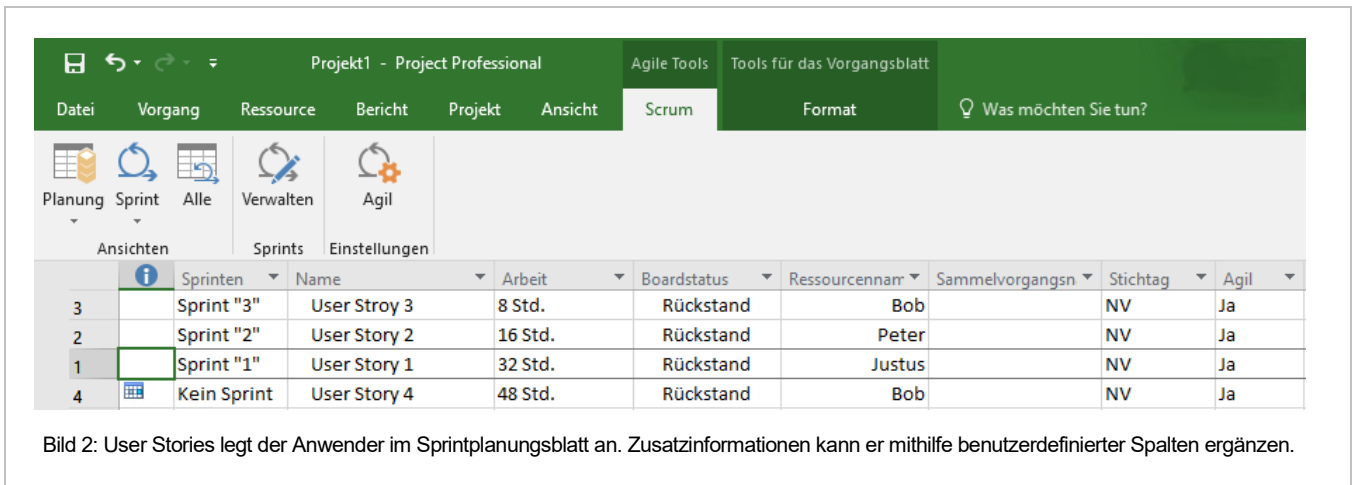 Projekt1 - Project Professional Agile Tools Tools für das Vorgangsblatt
Datei Vorgang Ressource Bericht Projekt Ansicht Scrum Format Was möchten Sie tun?
Planung Sprint Alle Verwalten Agil
Ansichten Sprints Einstellungen
Sprinten Name Arbeit Boardstatus Ressourcennam Sammelvorgangsn Stichtag Agil
3 Sprint "3" User Stroy 3 8 Std. Rückstand Bob NV Ja
2 Sprint "2" User Story 2 16 Std. Rückstand Peter NV Ja
1 Sprint "1" User Story 1 32 Std. Rückstand Justus NV Ja
4 Kein Sprint User Story 4 48 Std. Rückstand Bob NV Ja
Bild 2: User Stories legt der Anwender im Sprintplanungsblatt an. Zusatzinformationen kann er mithilfe benutzerdefinierter Spalten ergänzen.